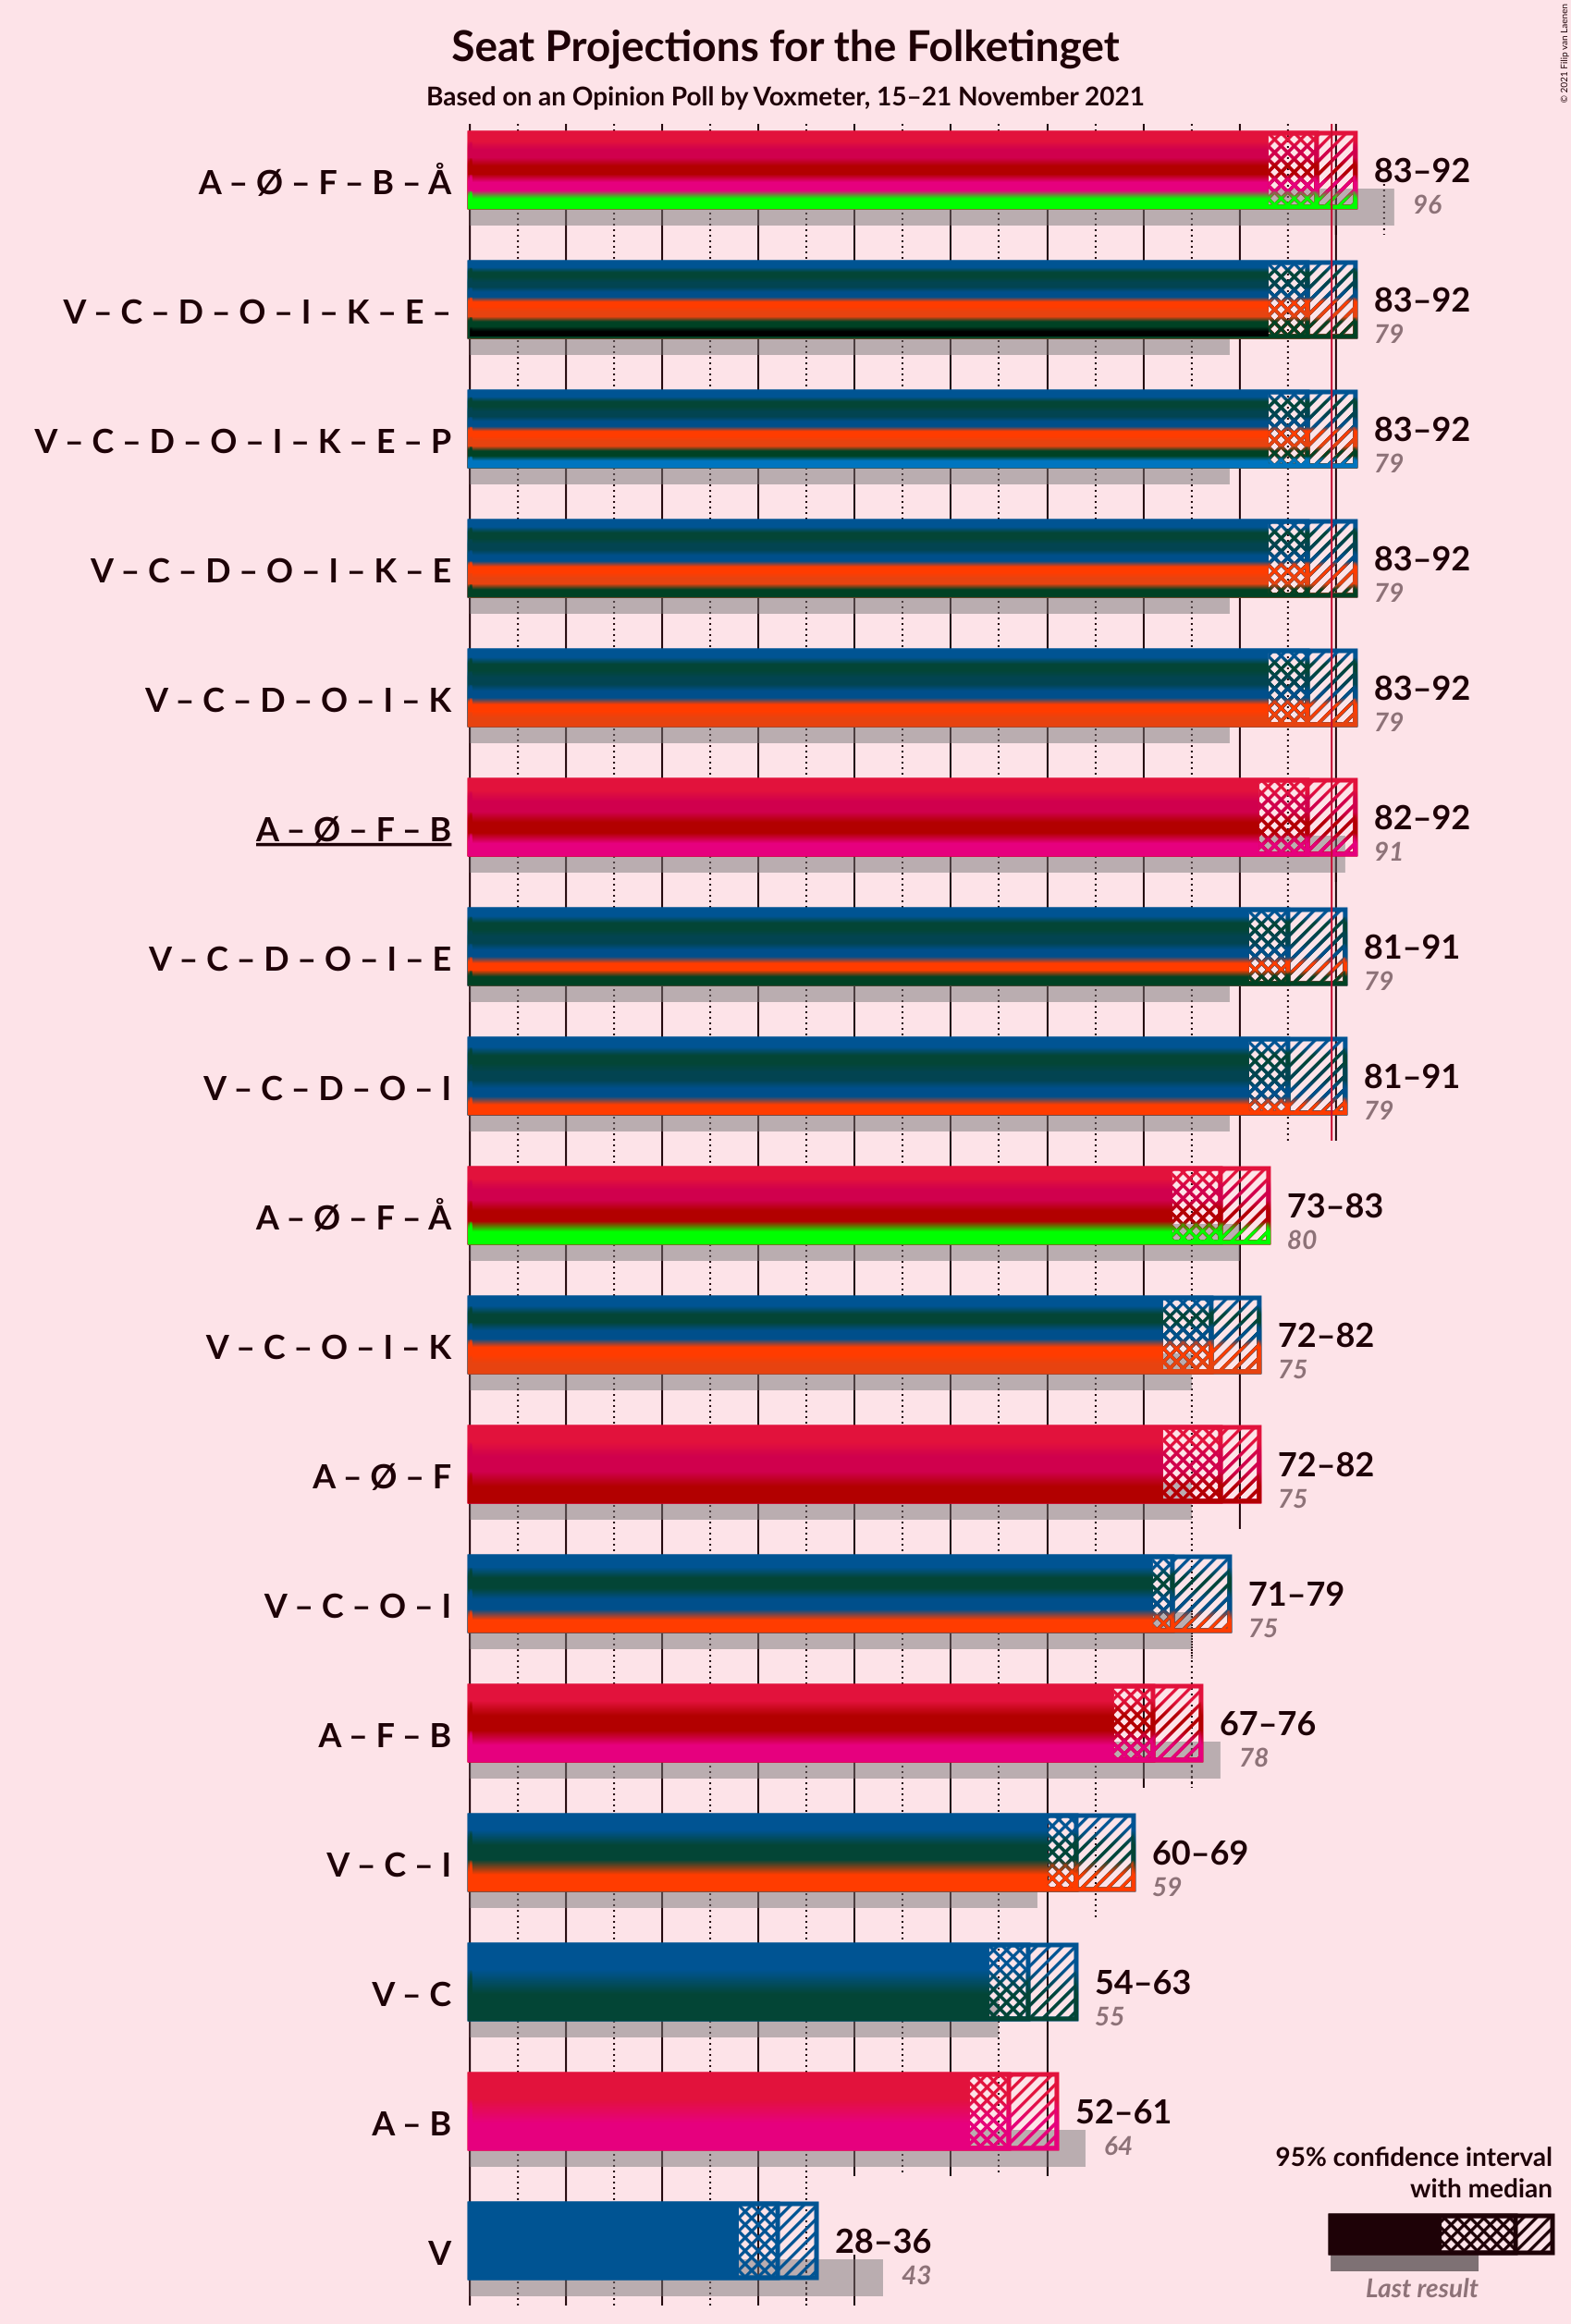 Seat Projections for the Folketinget
Based on an Opinion Poll by Voxmeter, 15–21 November 2021
© 2021 Filip van Laenen
A – Ø – F – B – Å
83–92
96
V – C – D – O – I – K – E –
83–92
79
V – C – D – O – I – K – E – P
83–92
79
V – C – D – O – I – K – E
83–92
79
V – C – D – O – I – K
83–92
79
A – Ø – F – B
82–92
91
V – C – D – O – I – E
81–91
79
V – C – D – O – I
81–91
79
A – Ø – F – Å
73–83
80
V – C – O – I – K
72–82
75
A – Ø – F
72–82
75
V – C – O – I
71–79
75
A – F – B
67–76
78
V – C – I
60–69
59
V – C
54–63
55
A – B
52–61
64
V
28–36
43
95% confidence interval
with median
Last result